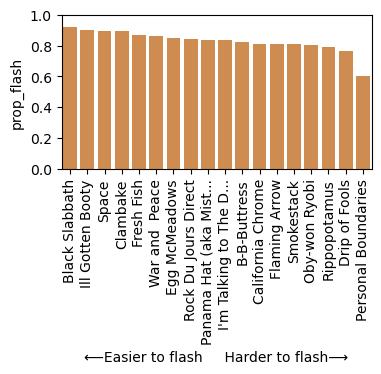 prop_flash
1.0
0.8
0.6
0.4
0.2
0.0
Black Slabbath
Ill Gotten Booty
Space
Clambake
Fresh Fish
War and  Peace
Egg McMeadows
Rock Du Jours Direct
Panama Hat (aka Mist...
I'm Talking to The D...
B-B-Buttress
California Chrome
Flaming Arrow
Smokestack
Oby-won Ryobi
Rippopotamus
Drip of Fools
Personal Boundaries
⟵Easier to flash     Harder to flash⟶